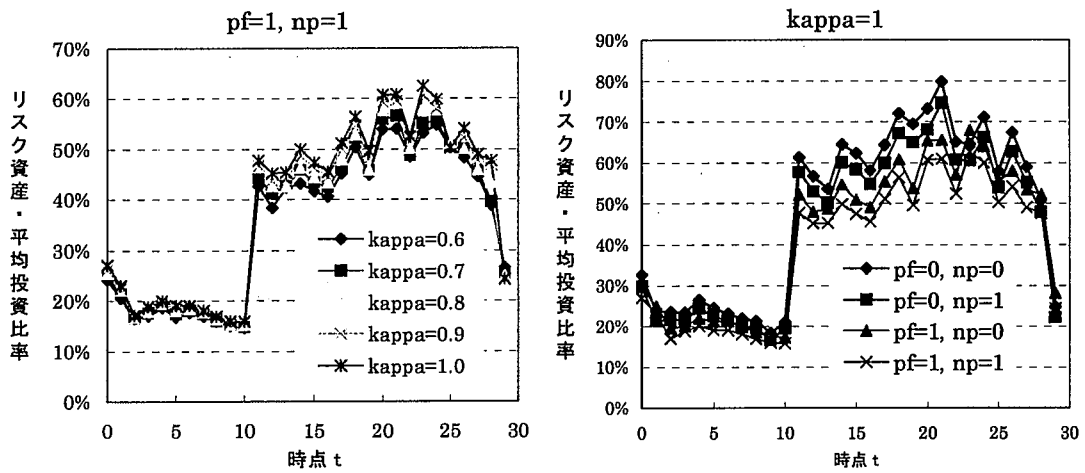 pf=1, np=1
70%
60%
50%
40%
30%
20%
10%
0%
リスク資産・平均投資比率
kappa=0.6
kappa=0.7
kappa=0.8
kappa=0.9
kappa=1.0
0 5 10 15 20 25 30
時点 t
kappa=1
90%
80%
70%
60%
50%
40%
30%
20%
10%
0%
リスク資産・平均投資比率
pf=0, np=0
pf=0, np=1
pf=1, np=0
pf=1, np=1
0 5 10 15 20 25 30
時点 t